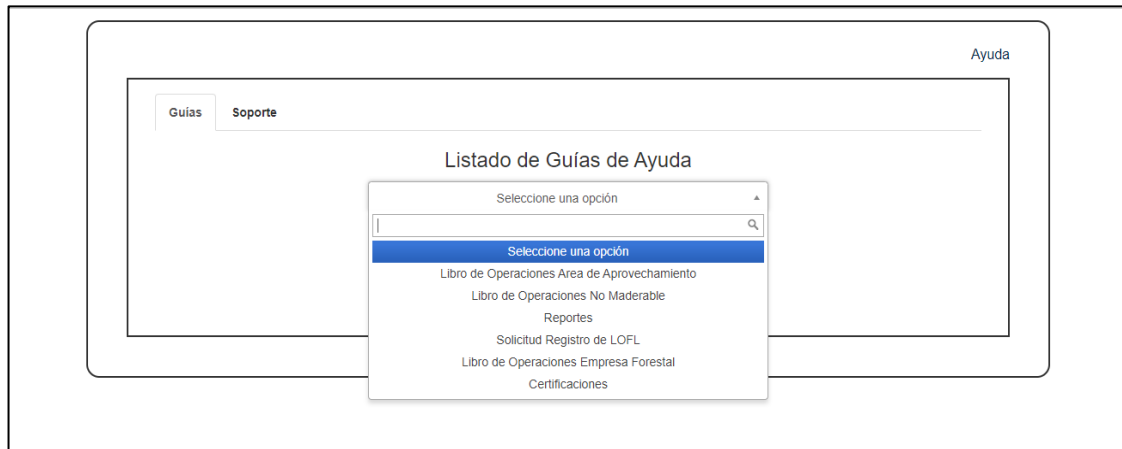 Ayuda
Guías Soporte
Listado de Guías de Ayuda
Seleccione una opción
Seleccione una opción
Libro de Operaciones Area de Aprovechamiento
Libro de Operaciones No Maderable
Reportes
Solicitud Registro de LOFL
Libro de Operaciones Empresa Forestal
Certificaciones